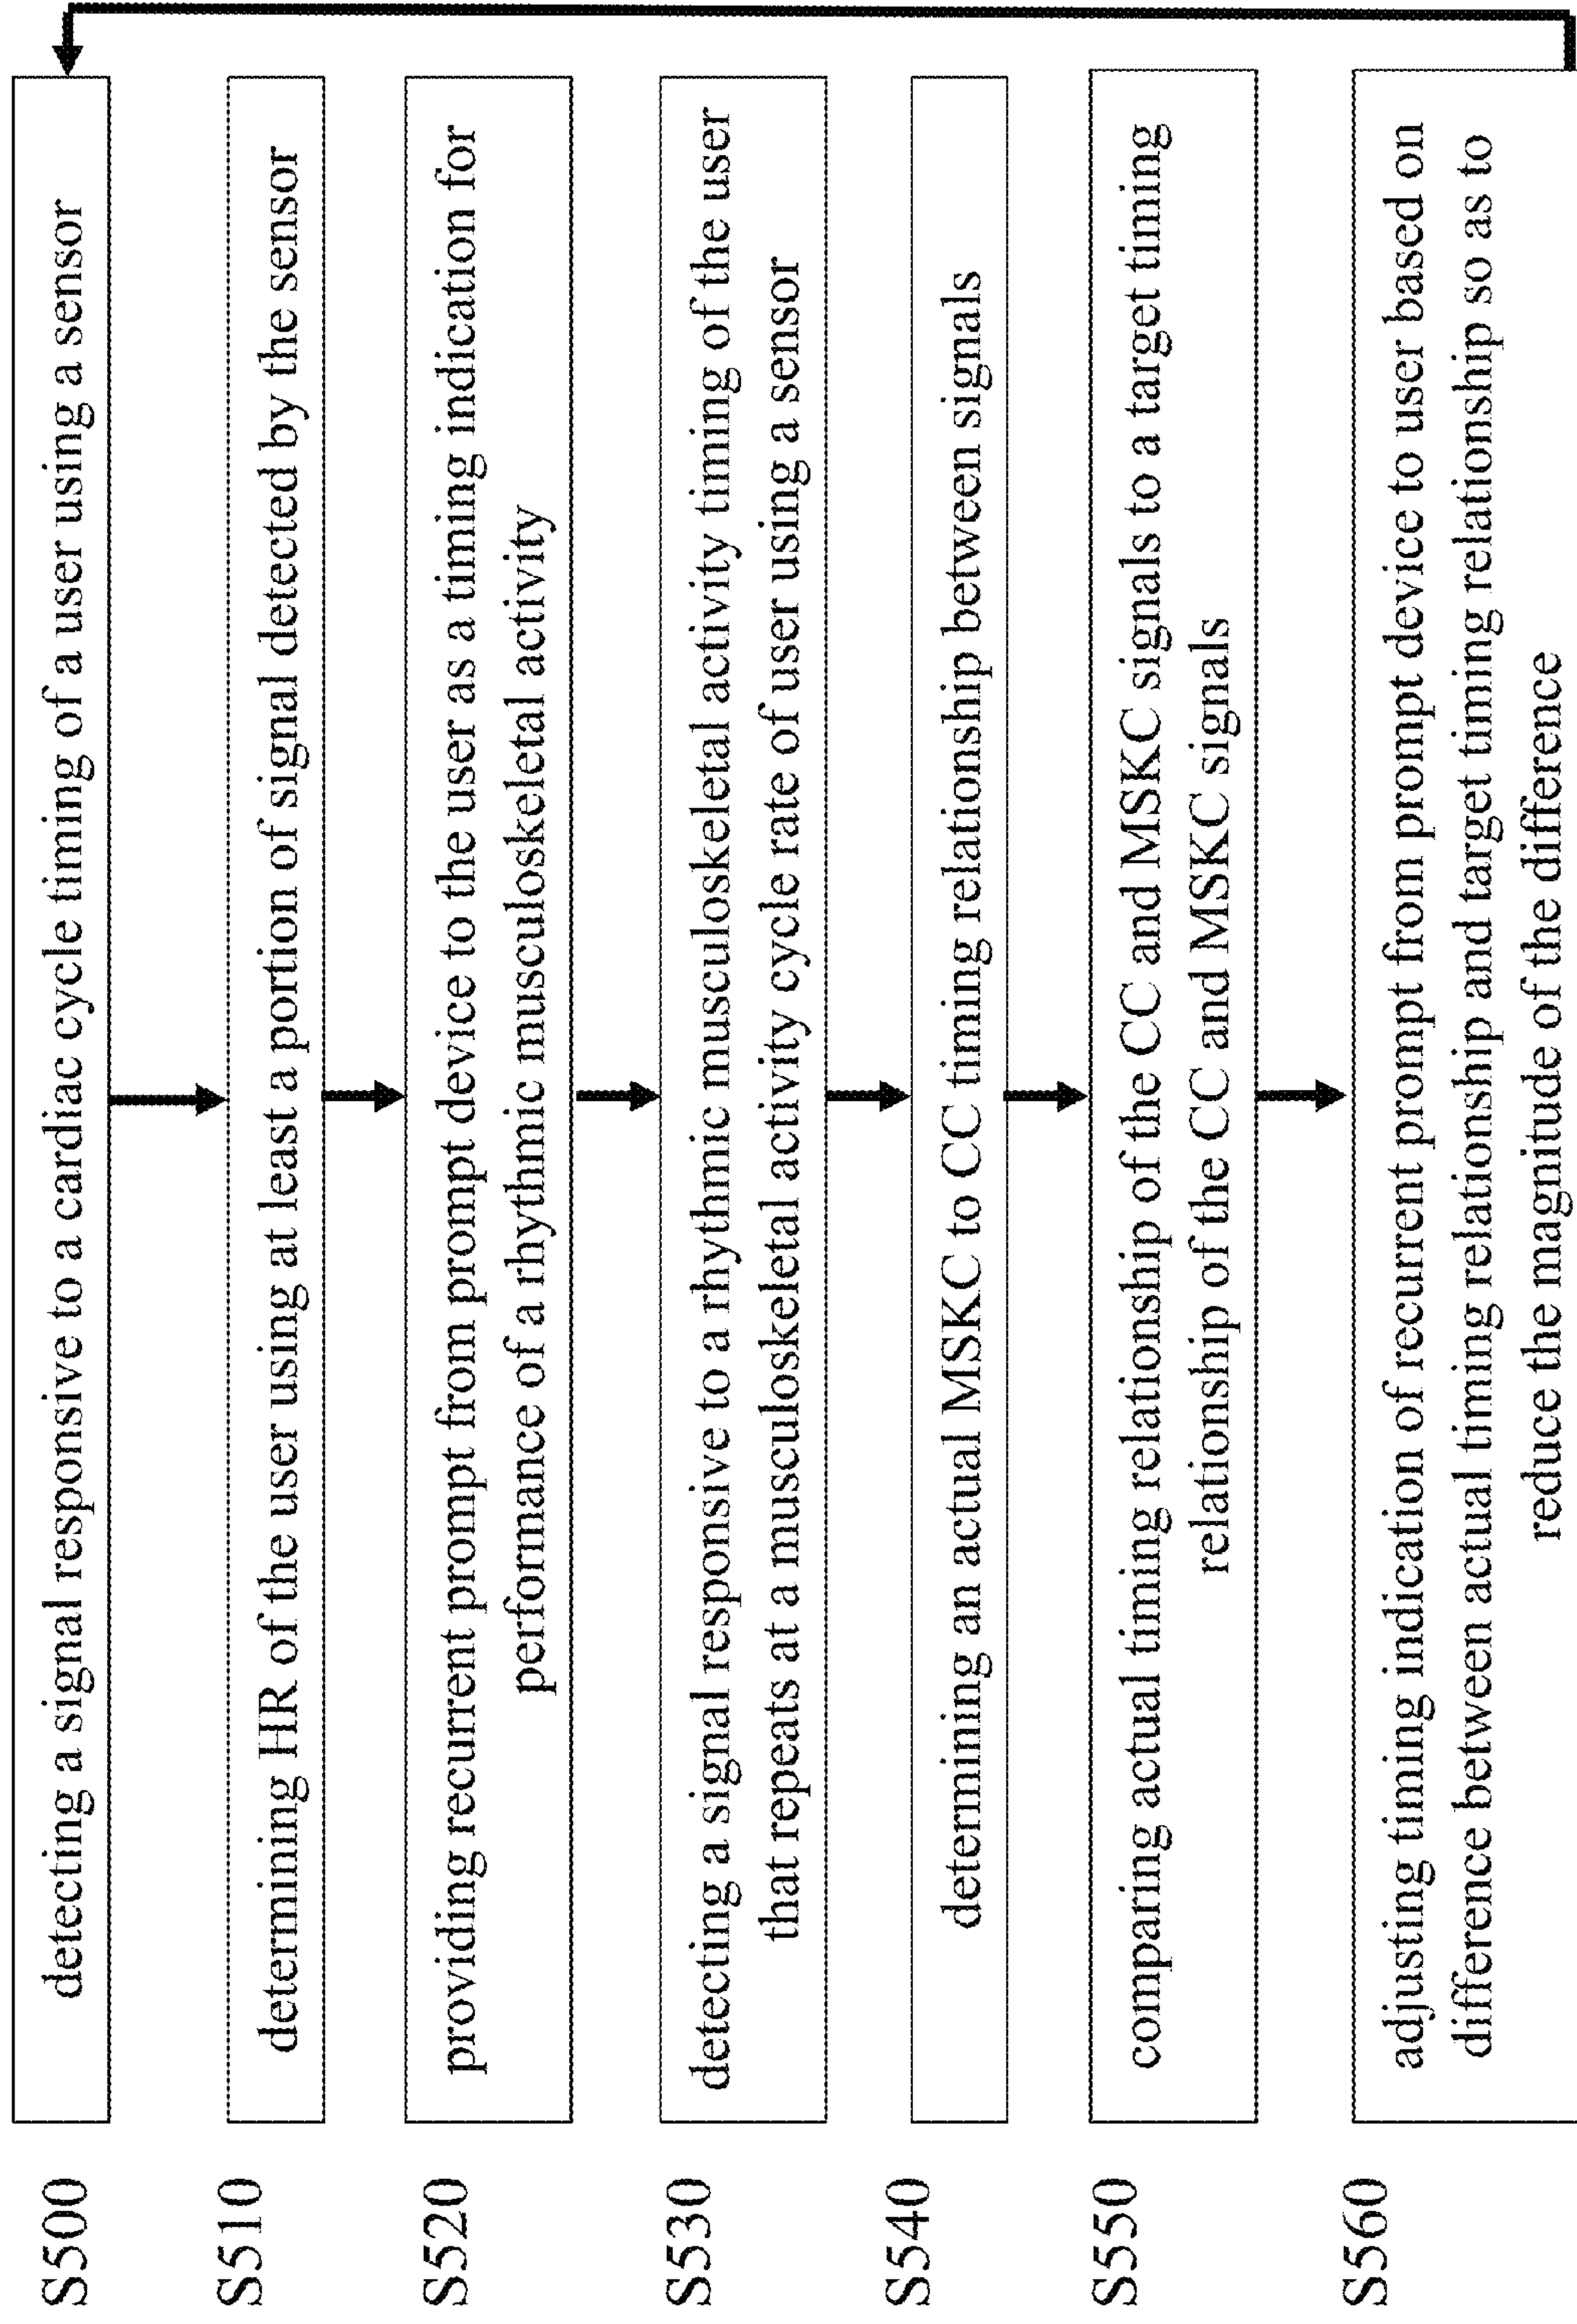 S500
detecting a signal responsive to a cardiac cycle timing of a user using a sensor
S510
determining HR of the user using at least a portion of signal detected by the sensor
S520
providing recurrent prompt from prompt device to the user as a timing indication for
performance of a rhythmic musculoskeletal activity
S530
detecting a signal responsive to a rhythmic musculoskeletal activity timing of the user
that repeats at a musculoskeletal activity cycle rate of user using a sensor
S540
determining an actual MSKC to CC timing relationship between signals
S550
comparing actual timing relationship of the CC and MSKC signals to a target timing
relationship of the CC and MSKC signals
S560
adjusting timing indication of recurrent prompt from prompt device to user based on
difference between actual timing relationship and target timing relationship so as to
reduce the magnitude of the difference